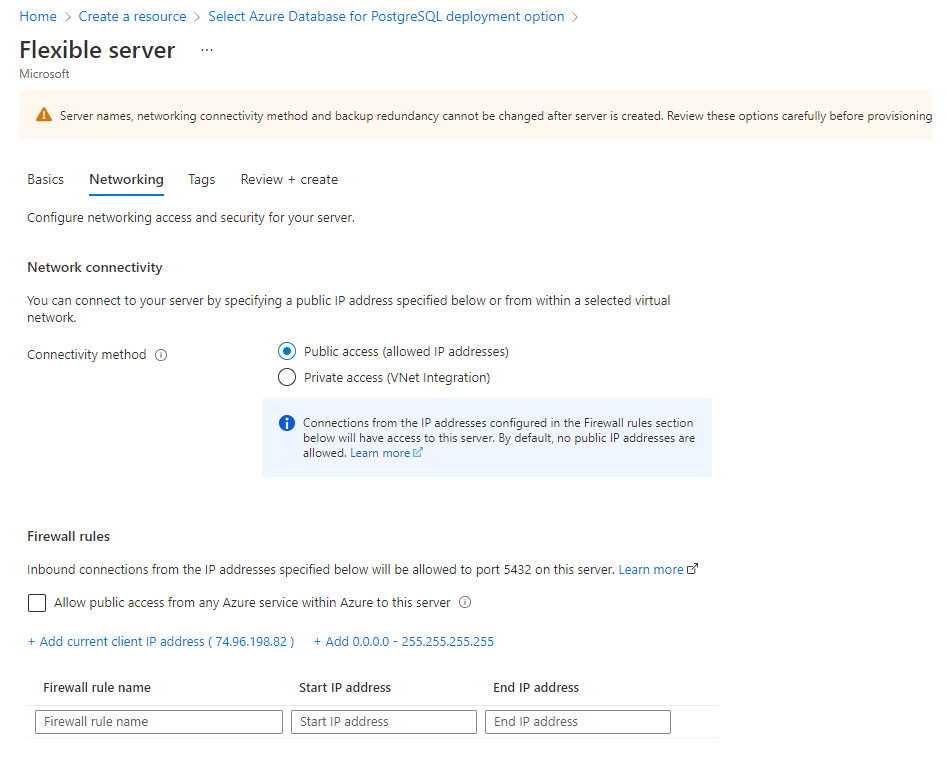 Home > Create a resource > Select Azure Database for PostgreSQL deployment option >
Flexible server ...
Microsoft
Server names, networking connectivity method and backup redundancy cannot be changed after server is created. Review these options carefully before provisioning
Basics Networking Tags Review + create
Configure networking access and security for your server.
Network connectivity
You can connect to your server by specifying a public IP address specified below or from within a selected virtual
network.
Connectivity method
Public access (allowed IP addresses)
Private access (VNet Integration)
Connections from the IP addresses configured in the Firewall rules section
below will have access to this server. By default, no public IP addresses are
allowed. Learn more
Firewall rules
Inbound connections from the IP addresses specified below will be allowed to port 5432 on this server. Learn more
Allow public access from any Azure service within Azure to this server
+ Add current client IP address ( 74.96.198.82 ) + Add 0.0.0.0 - 255.255.255.255
Firewall rule name Start IP address End IP address
Firewall rule name Start IP address End IP address